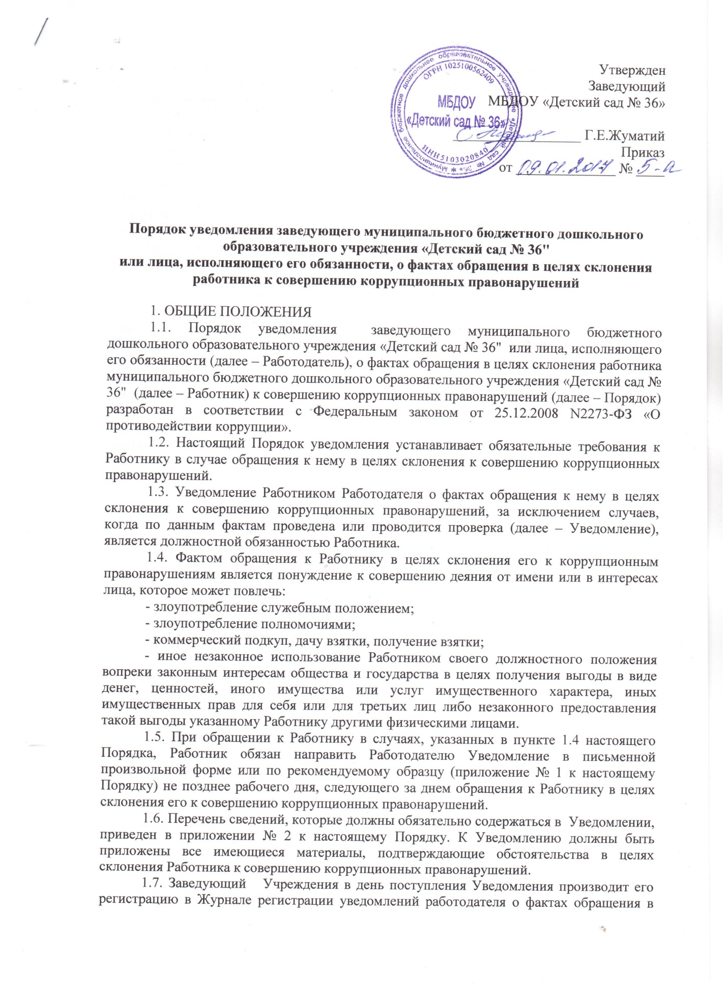 Утвержден
Заведующий
МБДОУ «Детский сад № 36»
муниципальное бюджетное дошкольное образовательное учреждение «Детский сад № 36» *
ОГРН 1025100562409
МБДОУ
«Детский сад № 36»
ИНН 5103020840
Г.Е.Жуматий
Приказ
от 09.01.2017 № 5-а
Порядок уведомления заведующего муниципального бюджетного дошкольного
образовательного учреждения «Детский сад № 36"
или лица, исполняющего его обязанности, о фактах обращения в целях склонения
работника к совершению коррупционных правонарушений
1. ОБЩИЕ ПОЛОЖЕНИЯ
1.1. Порядок уведомления заведующего муниципального бюджетного
дошкольного образовательного учреждения «Детский сад № 36" или лица, исполняющего
его обязанности (далее – Работодатель), о фактах обращения в целях склонения работника
муниципального бюджетного дошкольного образовательного учреждения «Детский сад №
36" (далее – Работник) к совершению коррупционных правонарушений (далее – Порядок)
разработан в соответствии с Федеральным законом от 25.12.2008 N2273-ФЗ «О
противодействии коррупции».
1.2. Настоящий Порядок уведомления устанавливает обязательные требования к
Работнику в случае обращения к нему в целях склонения к совершению коррупционных
правонарушений.
1.3. Уведомление Работником Работодателя о фактах обращения к нему в целях
склонения к совершению коррупционных правонарушений, за исключением случаев,
когда по данным фактам проведена или проводится проверка (далее – Уведомление),
является должностной обязанностью Работника.
1.4. Фактом обращения к Работнику в целях склонения его к коррупционным
правонарушениям является понуждение к совершению деяния от имени или в интересах
лица, которое может повлечь:
- злоупотребление служебным положением;
- злоупотребление полномочиями;
- коммерческий подкуп, дачу взятки, получение взятки;
- иное незаконное использование Работником своего должностного положения
вопреки законным интересам общества и государства в целях получения выгоды в виде
денег, ценностей, иного имущества или услуг имущественного характера, иных
имущественных прав для себя или для третьих лиц либо незаконного предоставления
такой выгоды указанному Работнику другими физическими лицами.
1.5. При обращении к Работнику в случаях, указанных в пункте 1.4 настоящего
Порядка, Работник обязан направить Работодателю Уведомление в письменной
произвольной форме или по рекомендуемому образцу (приложение № 1 к настоящему
Порядку) не позднее рабочего дня, следующего за днем обращения к Работнику в целях
склонения его к совершению коррупционных правонарушений.
1.6. Перечень сведений, которые должны обязательно содержаться в Уведомлении,
приведен в приложении № 2 к настоящему Порядку. К Уведомлению должны быть
приложены все имеющиеся материалы, подтверждающие обстоятельства в целях
склонения Работника к совершению коррупционных правонарушений.
1.7. Заведующий Учреждения в день поступления Уведомления производит его
регистрацию в Журнале регистрации уведомлений работодателя о фактах обращения в